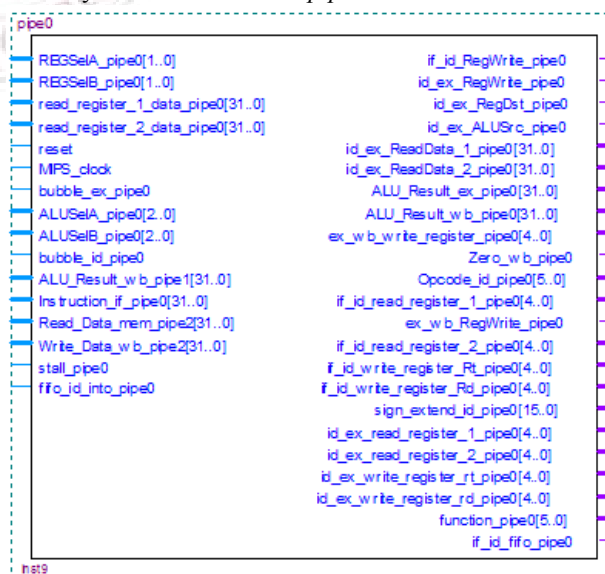 pipe0
REGSelA_pipe0[1..0]
REGSelB_pipe0[1..0]
read_register_1_data_pipe0[31..0]
read_register_2_data_pipe0[31..0]
reset
MIPS_clock
bubble_ex_pipe0
ALUSelA_pipe0[2..0]
ALUSelB_pipe0[2..0]
bubble_id_pipe0
ALU_Result_wb_pipe1[31..0]
Instruction_if_pipe0[31..0]
Read_Data_mem_pipe2[31..0]
Write_Data_wb_pipe2[31..0]
stall_pipe0
fifo_id_into_pipe0
if_id_RegWrite_pipe0
id_ex_RegWrite_pipe0
id_ex_RegDst_pipe0
id_ex_ALUSrc_pipe0
id_ex_ReadData_1_pipe0[31..0]
id_ex_ReadData_2_pipe0[31..0]
ALU_Result_ex_pipe0[31..0]
ALU_Result_wb_pipe0[31..0]
ex_wb_write_register_pipe0[4..0]
Zero_wb_pipe0
Opcode_id_pipe0[5..0]
if_id_read_register_1_pipe0[4..0]
ex_wb_RegWrite_pipe0
if_id_read_register_2_pipe0[4..0]
if_id_write_register_Rt_pipe0[4..0]
if_id_write_register_Rd_pipe0[4..0]
sign_extend_id_pipe0[15..0]
id_ex_read_register_1_pipe0[4..0]
id_ex_read_register_2_pipe0[4..0]
id_ex_write_register_rt_pipe0[4..0]
id_ex_write_register_rd_pipe0[4..0]
function_pipe0[5..0]
if_id_fifo_pipe0
inst9